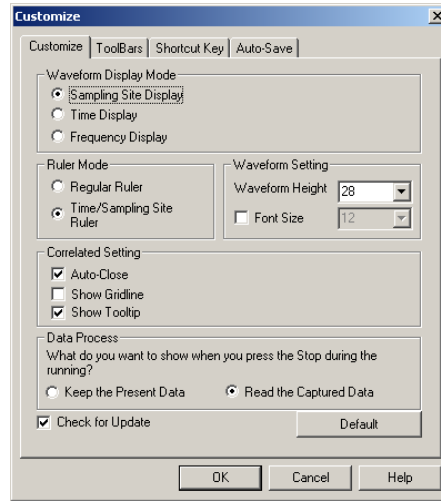 Customize
Customize ToolBars Shortcut Key Auto-Save
Waveform Display Mode
Sampling Site Display
Time Display
Frequency Display
Ruler Mode
Regular Ruler
Time/Sampling Site
Ruler
Waveform Setting
Waveform Height 28
Font Size 12
Correlated Setting
Auto-Close
Show Gridline
Show Tooltip
Data Process
What do you want to show when you press the Stop during the
running?
Keep the Present Data Read the Captured Data
Check for Update Default
OK Cancel Help